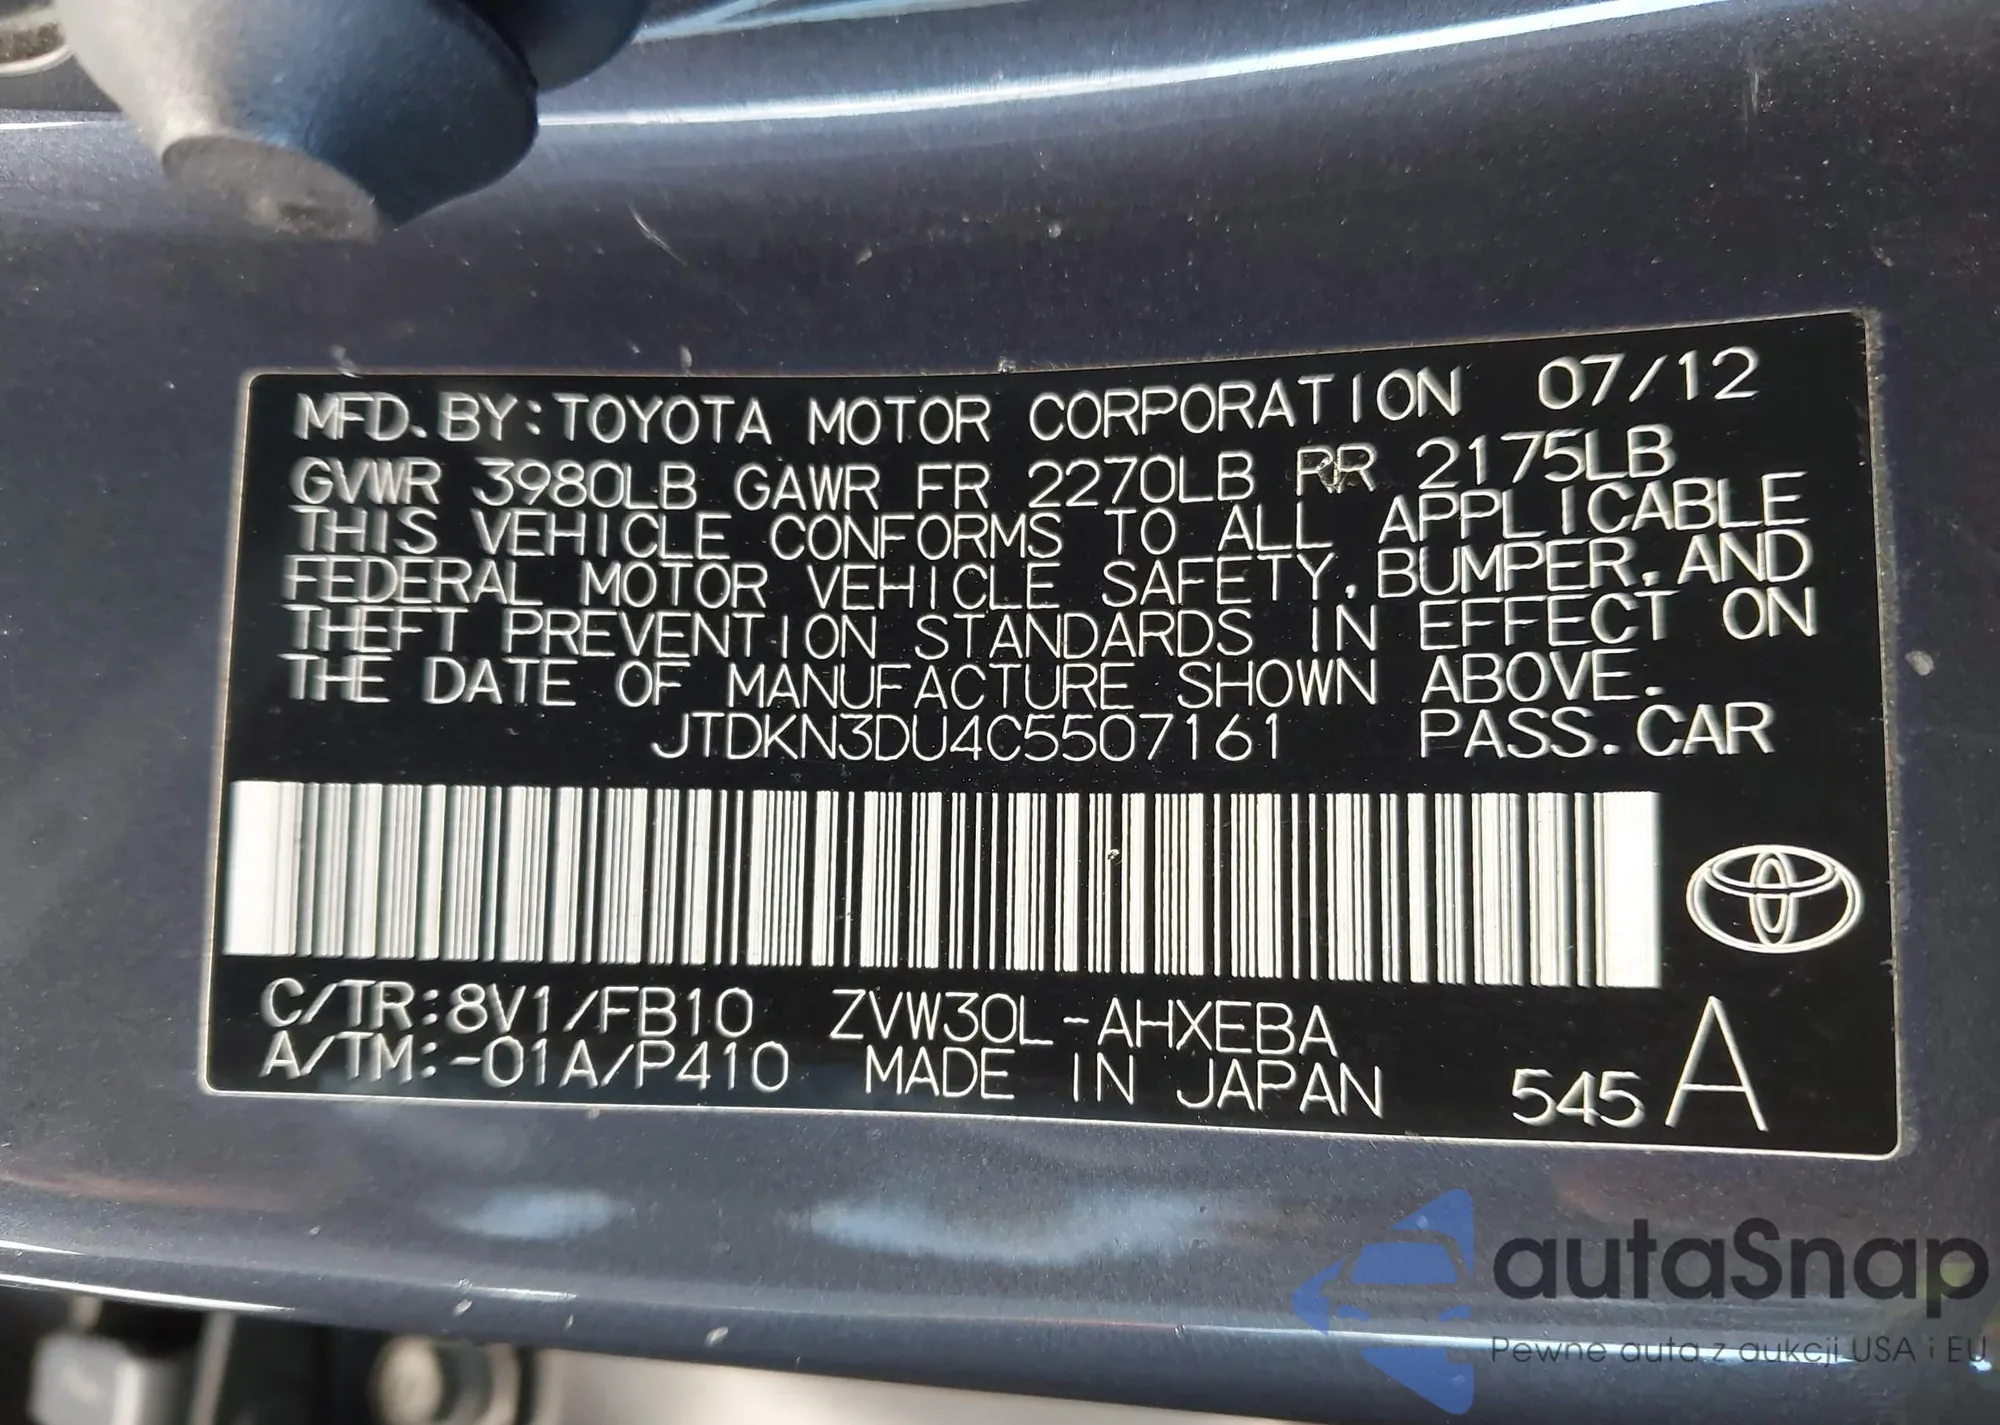 MFD. BY: TOYOTA MOTOR CORPORATION 07/12
GVWR 3980LB GAWR FR 2270LB RR 2175LB
THIS VEHICLE CONFORMS TO ALL APPLICABLE
FEDERAL MOTOR VEHICLE SAFETY, BUMPER, AND
THEFT PREVENTION STANDARDS IN EFFECT ON
THE DATE OF MANUFACTURE SHOWN ABOVE.
JTDKN3DU4C5507161 PASS. CAR
C/TR: 8V1/FB10 ZVW30L-AHXEBA
A/TM: -01A/P410 MADE IN JAPAN 545 A
autaSnap
Pewne auta z aukcji USA i EU